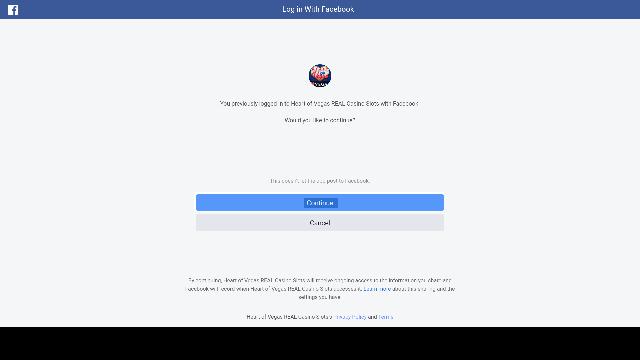 Log in With Facebook
You previously logged in to Heart of Vegas REAL Casino Slots with Facebook
Would you like to continue?
This doesn't let the app post to Facebook.
Continue
Cancel
By continuing, Heart of Vegas REAL Casino Slots will receive ongoing access to the information you share and
Facebook will record when Heart of Vegas REAL Casino Slots accesses it. Learn more about this sharing and the
settings you have.
Heart of Vegas REAL Casino Slots's Privacy Policy and Terms